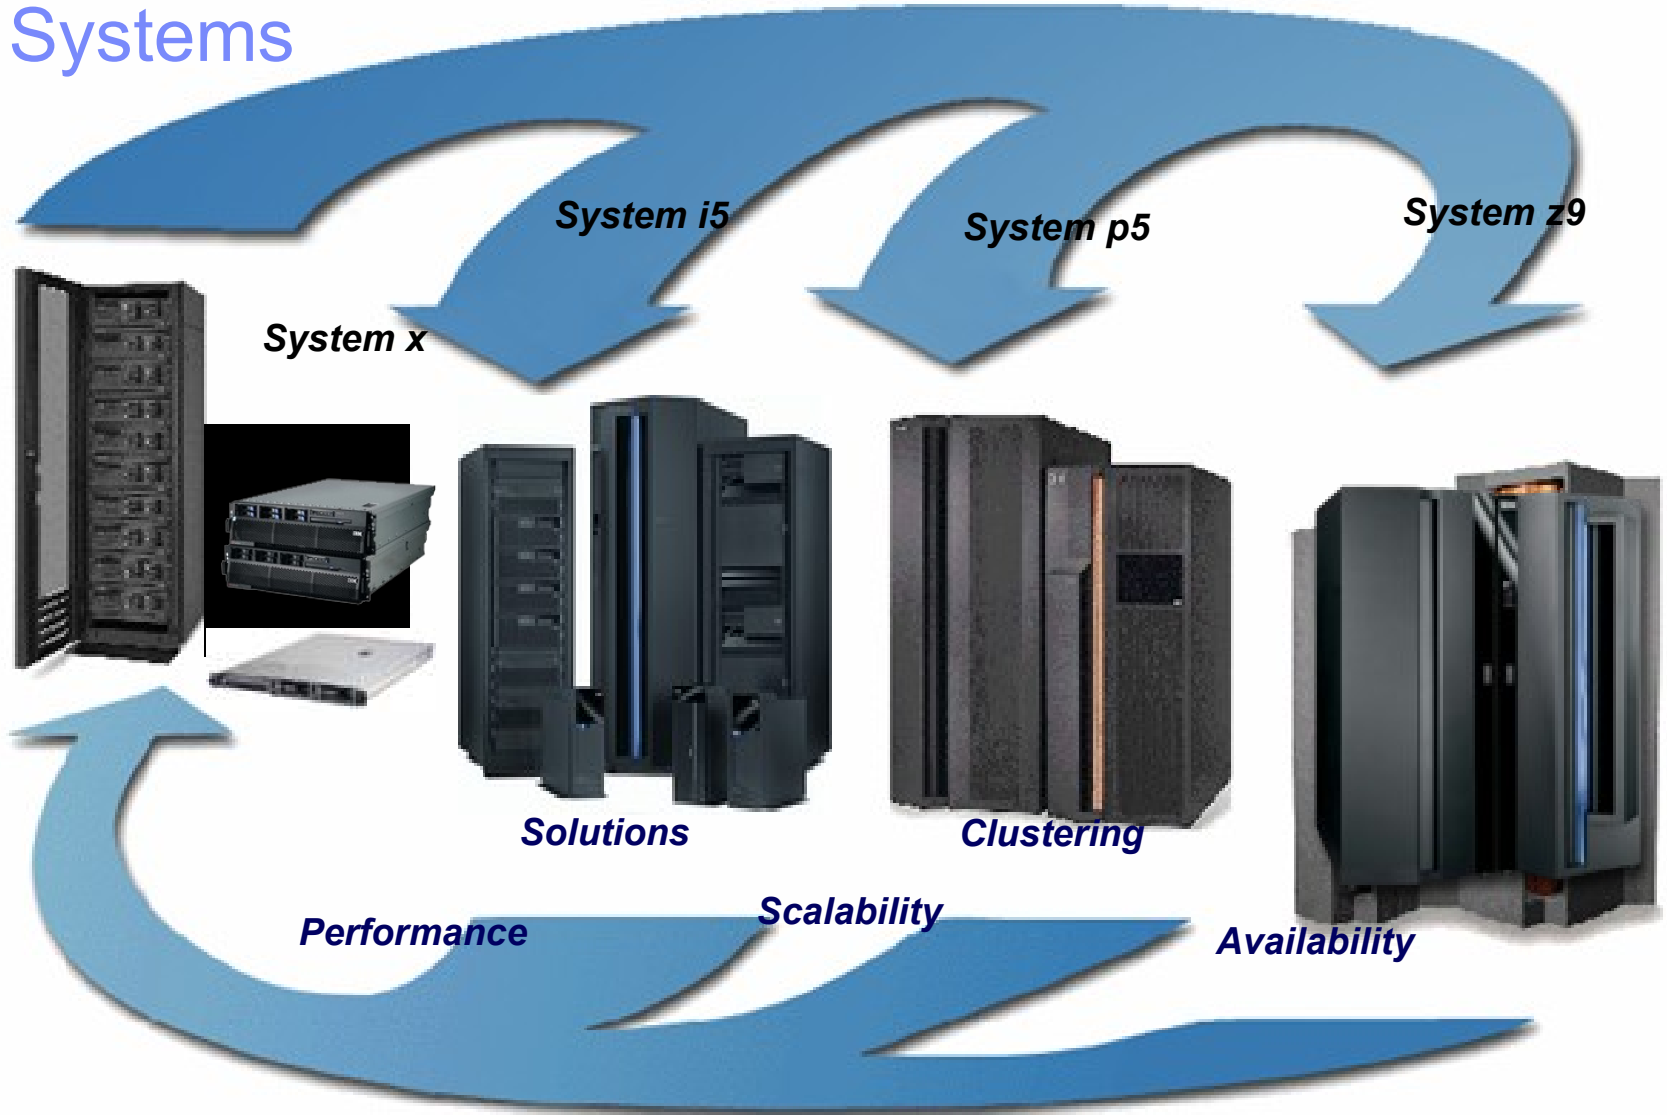 Systems
System i5
System p5
System z9
System x
Solutions
Clustering
Scalability
Performance
Availability